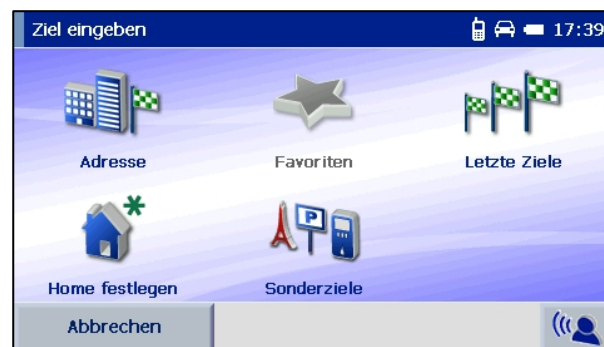 Ziel eingeben 17:39
Adresse Favoriten Letzte Ziele
P
Home festlegen Sonderziele
Abbrechen